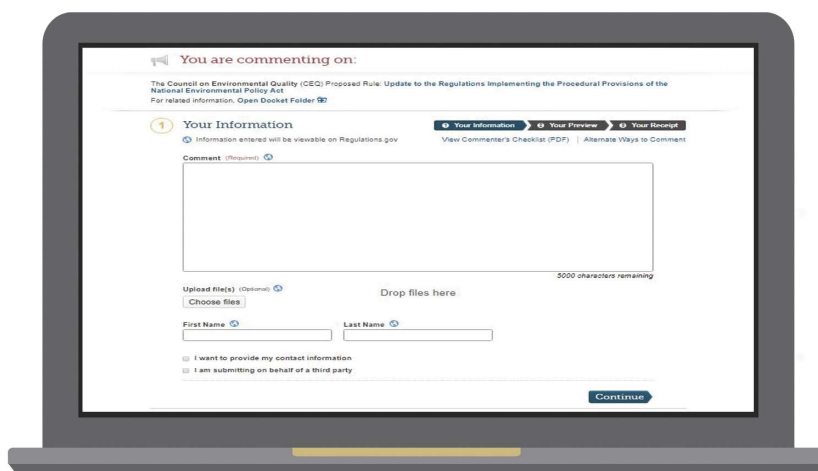 You are commenting on:
The Council on Environmental Quality (CEQ) Proposed Rule: Update to the Regulations Implementing the Procedural Provisions of the
National Environmental Policy Act
For related information, Open Docket Folder
1 Your Information
1 Your Information 2 Your Preview 3 Your Receipt
Information entered will be viewable on Regulations.gov
View Commenter's Checklist (PDF) | Alternate Ways to Comment
Comment (Required)
5000 characters remaining
Upload file(s) (Optional)
Choose files
Drop files here
First Name Last Name
I want to provide my contact information
I am submitting on behalf of a third party
Continue